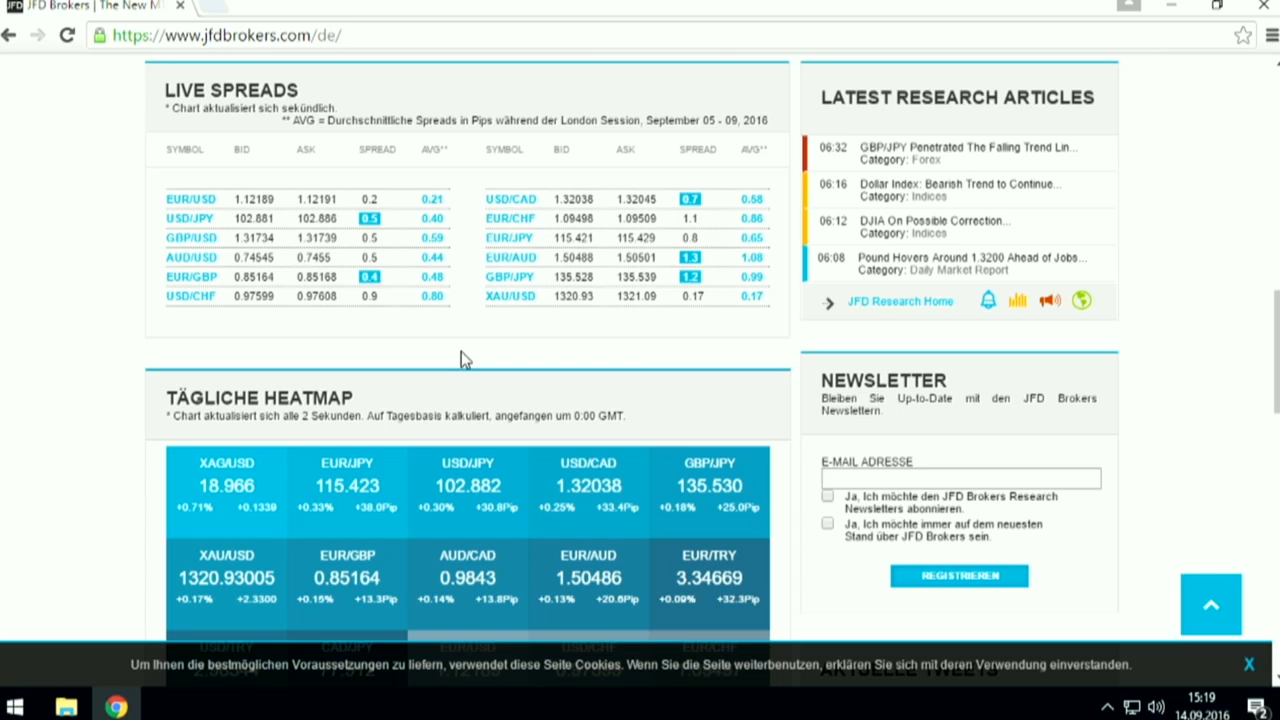 JFD Brokers | The New M
https://www.jfdbrokers.com/de/
LIVE SPREADS
* Chart aktualisiert sich sekündlich.
** AVG = Durchschnittliche Spreads in Pips während der London Session, September 05 - 09, 2016
SYMBOL BID ASK SPREAD AVG** SYMBOL BID ASK SPREAD AVG**
EUR/USD 1.12189 1.12191 0.2 0.21 USD/CAD 1.32038 1.32045 0.7 0.58
USD/JPY 102.881 102.886 0.5 0.40 EUR/CHF 1.09498 1.09509 1.1 0.86
GBP/USD 1.31734 1.31739 0.5 0.59 EUR/JPY 115.421 115.429 0.8 0.65
AUD/USD 0.74545 0.7455 0.5 0.44 EUR/AUD 1.50488 1.50501 1.3 1.08
EUR/GBP 0.85164 0.85168 0.4 0.48 GBP/JPY 135.528 135.539 1.2 0.99
USD/CHF 0.97599 0.97608 0.9 0.80 XAU/USD 1320.93 1321.09 0.17 0.17
LATEST RESEARCH ARTICLES
06:32 GBP/JPY Penetrated The Falling Trend Lin...
Category: Forex
06:16 Dollar Index: Bearish Trend to Continue...
Category: Indices
06:12 DJIA On Possible Correction...
Category: Indices
06:08 Pound Hovers Around 1.3200 Ahead of Jobs...
Category: Daily Market Report
JFD Research Home
TÄGLICHE HEATMAP
* Chart aktualisiert sich alle 2 Sekunden. Auf Tagesbasis kalkuliert, angefangen um 0:00 GMT.
XAG/USD EUR/JPY USD/JPY USD/CAD GBP/JPY
18.966 115.423 102.882 1.32038 135.530
+0.71% +0.1339 +0.33% +38.0Pip +0.30% +30.8Pip +0.25% +33.4Pip +0.18% +25.0Pip
XAU/USD EUR/GBP AUD/CAD EUR/AUD EUR/TRY
1320.93005 0.85164 0.9843 1.50486 3.34669
+0.17% +2.3300 +0.15% +13.3Pip +0.14% +13.8Pip +0.13% +20.6Pip +0.09% +32.3Pip
USD/TRY CAD/JPY EUR/USD USD/CHF EUR/CHF
NEWSLETTER
Bleiben Sie Up-to-Date mit den JFD Brokers
Newslettern.
E-MAIL ADRESSE
Ja, Ich möchte den JFD Brokers Research
Newsletters abonnieren.
Ja, Ich möchte immer auf dem neuesten
Stand über JFD Brokers sein.
REGISTRIEREN
AKTUELLE TWEETS
Um Ihnen die bestmöglichen Voraussetzungen zu liefern, verwendet diese Seite Cookies. Wenn Sie die Seite weiterbenutzen, erklären Sie sich mit deren Verwendung einverstanden.
X
15:19
14.09.2016
2